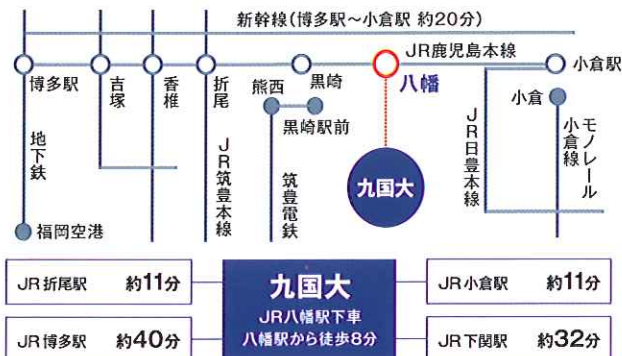 新幹線(博多駅～小倉駅 約20分)
JR鹿児島本線
博多駅
吉塚
香椎
折尾
黒崎
八幡
小倉駅
熊西
黒崎駅前
小倉
地下鉄
JR筑豊本線
筑豊電鉄
九国大
JR日豊本線
モノレール
小倉線
福岡空港
JR折尾駅 約11分
JR博多駅 約40分
九国大
JR八幡駅下車
八幡駅から徒歩8分
JR小倉駅 約11分
JR下関駅 約32分